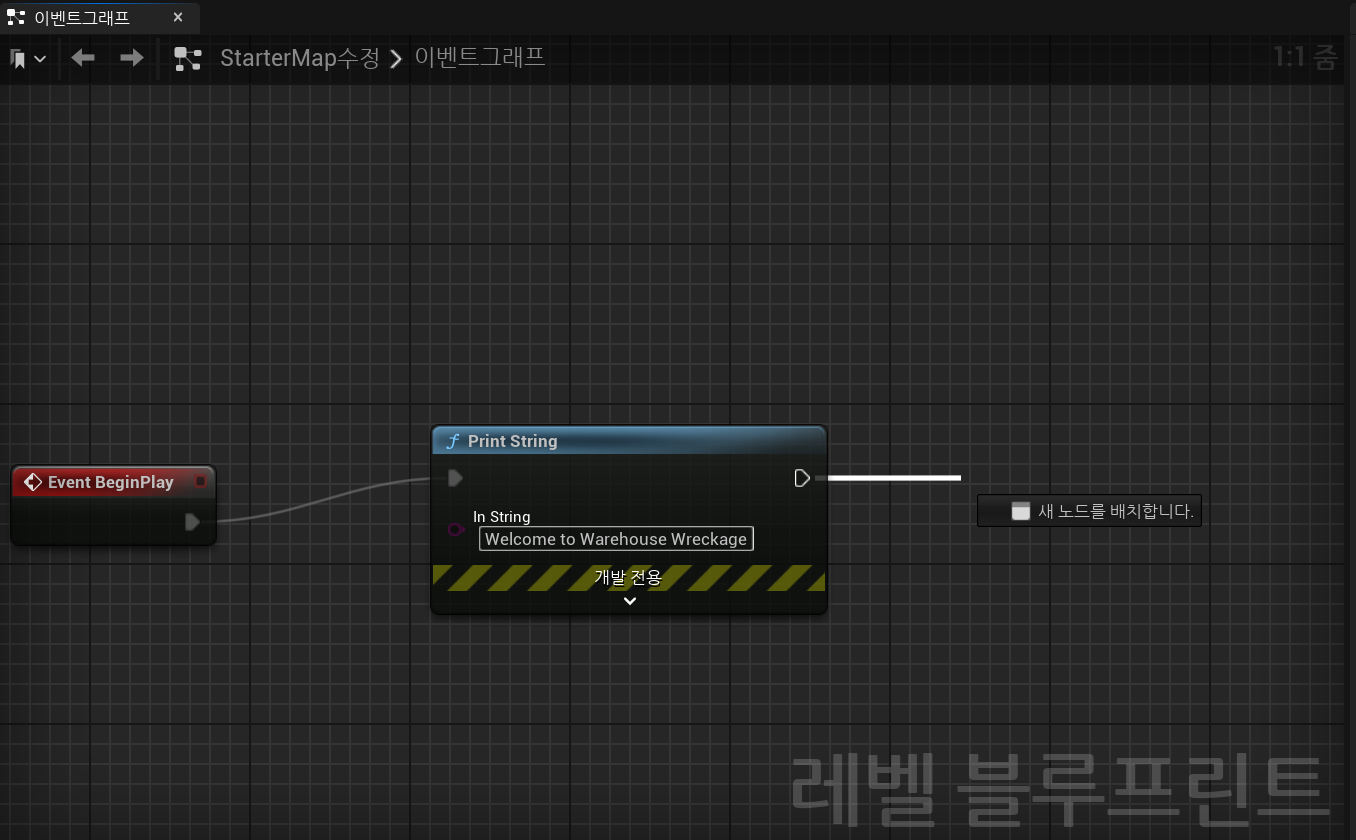 이벤트그래프
StarterMap수정 이벤트그래프
1:1 줌
Print String
Event BeginPlay
In String
Welcome to Warehouse Wreckage
새 노드를 배치합니다.
개발 전용
레벨 블루프린트